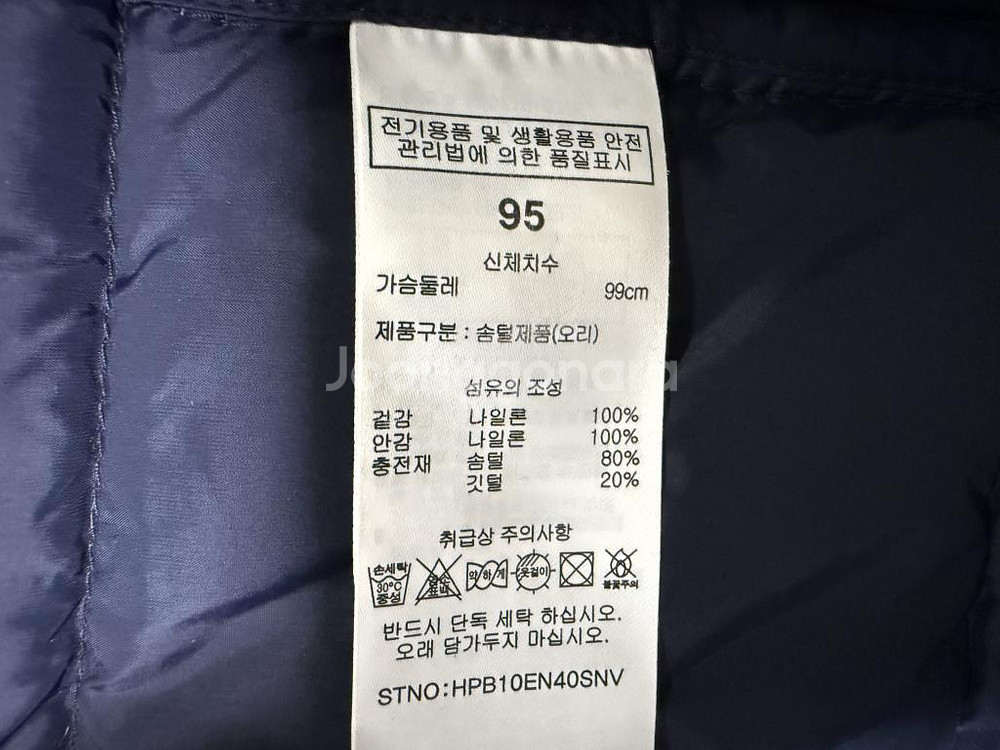 전기용품 및 생활용품 안전
관리법에 의한 품질표시
95
신체치수
가슴둘레 99cm
제품구분 : 솜털제품(오리)
Joonggonara
섬유의 조성
겉감 나일론 100%
안감 나일론 100%
충전재 솜털 80%
깃털 20%
취급상 주의사항
손세탁 30℃ 중성
염소 표백
약하게
옷걸이
불꽃주의
반드시 단독 세탁 하십시오.
오래 담가두지 마십시오.
STNO:HPB10EN40SNV